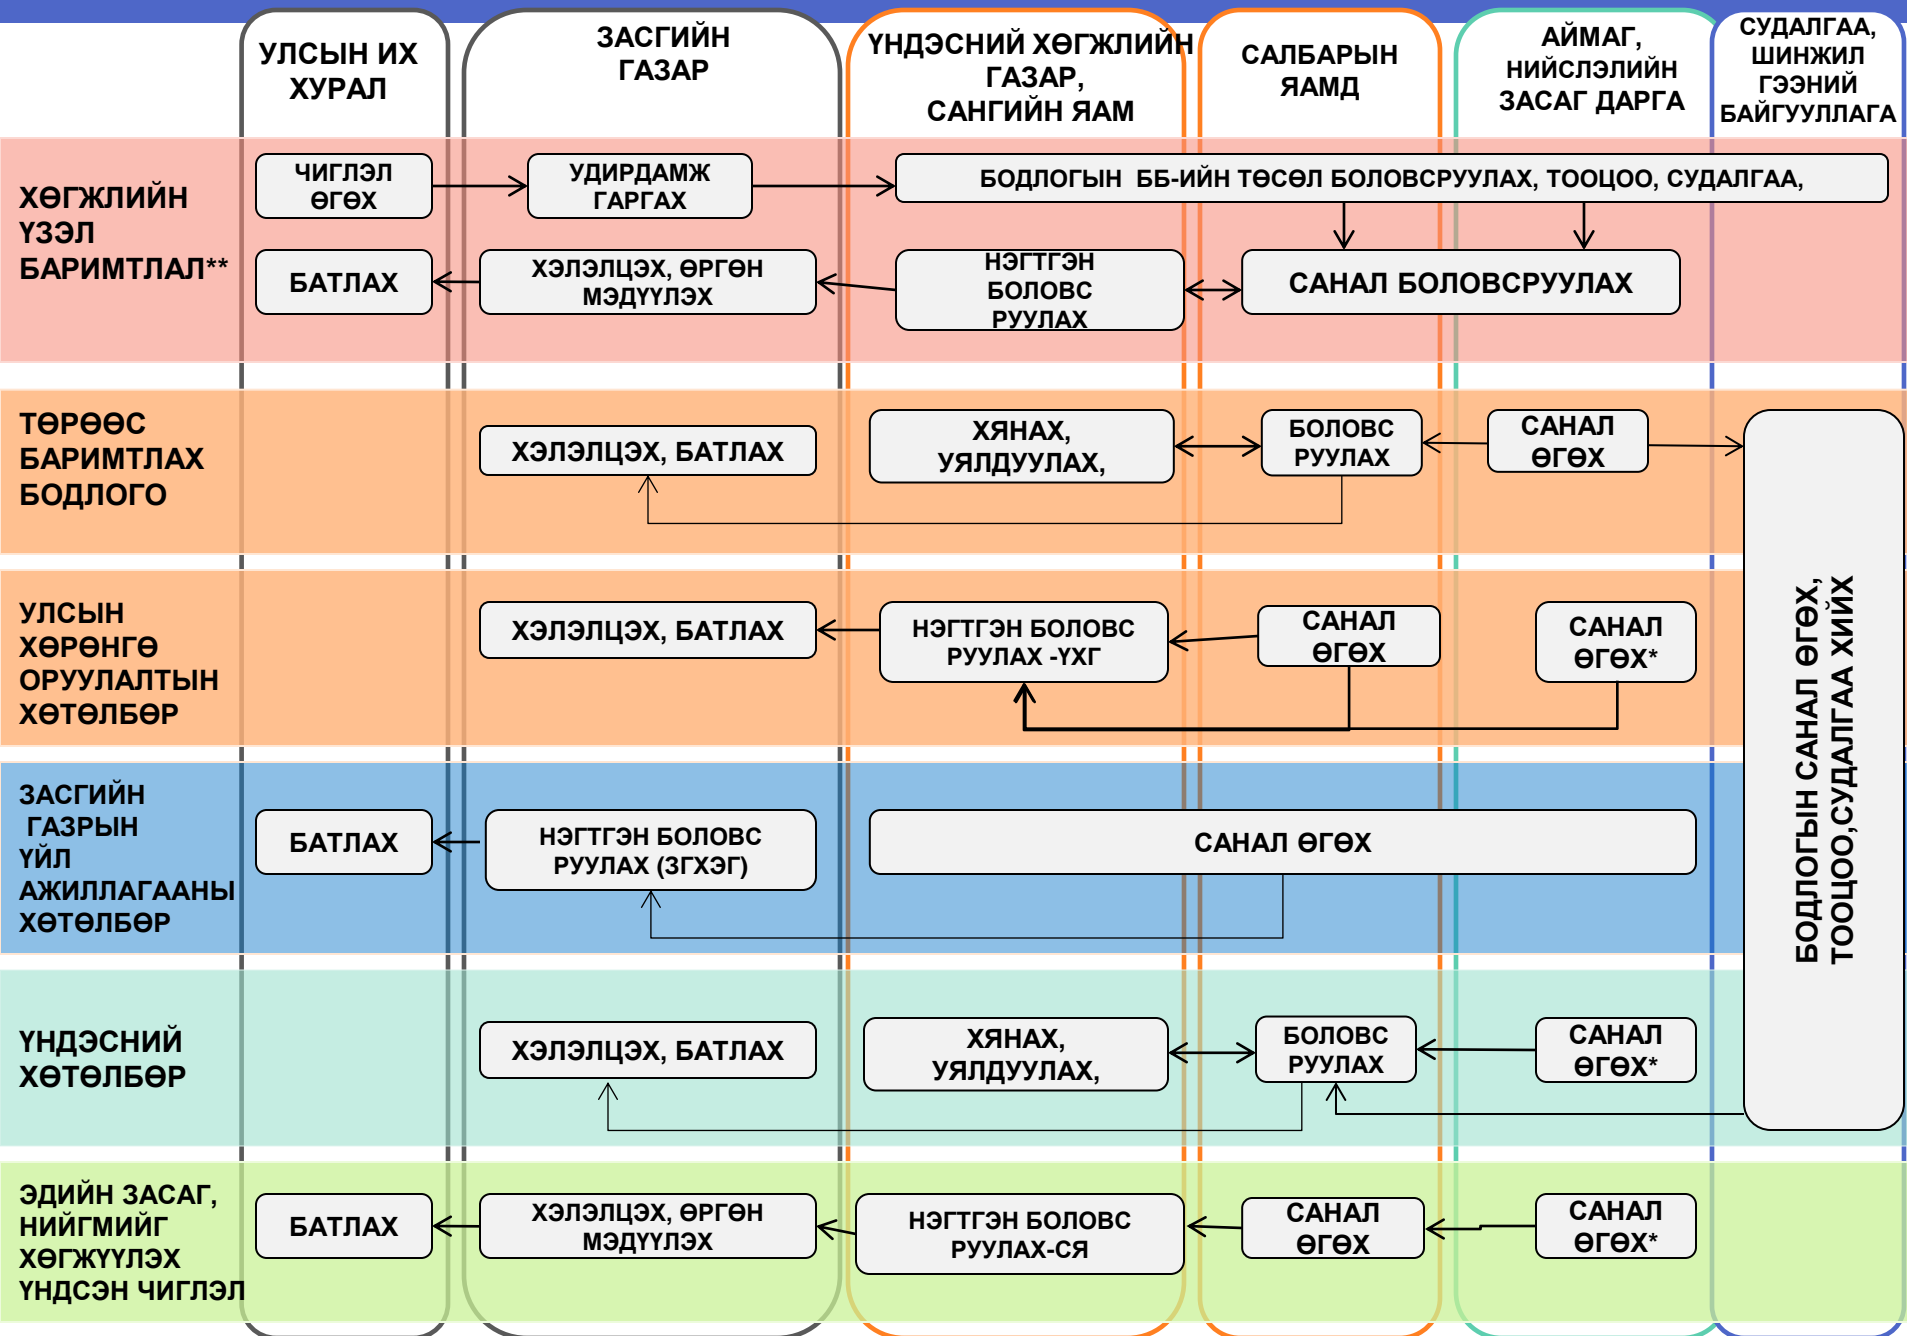 УЛСЫН ИХ
ХУРАЛ
ЗАСГИЙН
ГАЗАР
ҮНДЭСНИЙ ХӨГЖЛИЙН
ГАЗАР,
САНГИЙН ЯАМ
САЛБАРЫН
ЯАМД
АЙМАГ,
НИЙСЛЭЛИЙН
ЗАСАГ ДАРГА
СУДАЛГАА,
ШИНЖИЛ
ГЭЭНИЙ
БАЙГУУЛЛАГА
ХӨГЖЛИЙН
ҮЗЭЛ
БАРИМТЛАЛ**
ЧИГЛЭЛ
ӨГӨХ
УДИРДАМЖ
ГАРГАХ
БОДЛОГЫН ББ-ИЙН ТӨСӨЛ БОЛОВСРУУЛАХ, ТООЦОО, СУДАЛГАА,
БАТЛАХ
ХЭЛЭЛЦЭХ, ӨРГӨН
МЭДҮҮЛЭХ
НЭГТГЭН
БОЛОВС
РУУЛАХ
САНАЛ БОЛОВСРУУЛАХ
ТӨРӨӨС
БАРИМТЛАХ
БОДЛОГО
ХЭЛЭЛЦЭХ, БАТЛАХ
ХЯНАХ,
УЯЛДУУЛАХ,
БОЛОВС
РУУЛАХ
САНАЛ
ӨГӨХ
БОДЛОГЫН САНАЛ ӨГӨХ,
ТООЦОО,СУДАЛГАА ХИЙХ
УЛСЫН
ХӨРӨНГӨ
ОРУУЛАЛТЫН
ХӨТӨЛБӨР
ХЭЛЭЛЦЭХ, БАТЛАХ
НЭГТГЭН БОЛОВС
РУУЛАХ -ҮХГ
САНАЛ
ӨГӨХ
САНАЛ
ӨГӨХ*
ЗАСГИЙН
ГАЗРЫН
ҮЙЛ
АЖИЛЛАГААНЫ
ХӨТӨЛБӨР
БАТЛАХ
НЭГТГЭН БОЛОВС
РУУЛАХ (ЗГХЭГ)
САНАЛ ӨГӨХ
ҮНДЭСНИЙ
ХӨТӨЛБӨР
ХЭЛЭЛЦЭХ, БАТЛАХ
ХЯНАХ,
УЯЛДУУЛАХ,
БОЛОВС
РУУЛАХ
САНАЛ
ӨГӨХ*
ЭДИЙН ЗАСАГ,
НИЙГМИЙГ
ХӨГЖҮҮЛЭХ
ҮНДСЭН ЧИГЛЭЛ
БАТЛАХ
ХЭЛЭЛЦЭХ, ӨРГӨН
МЭДҮҮЛЭХ
НЭГТГЭН БОЛОВС
РУУЛАХ-СЯ
САНАЛ
ӨГӨХ
САНАЛ
ӨГӨХ*